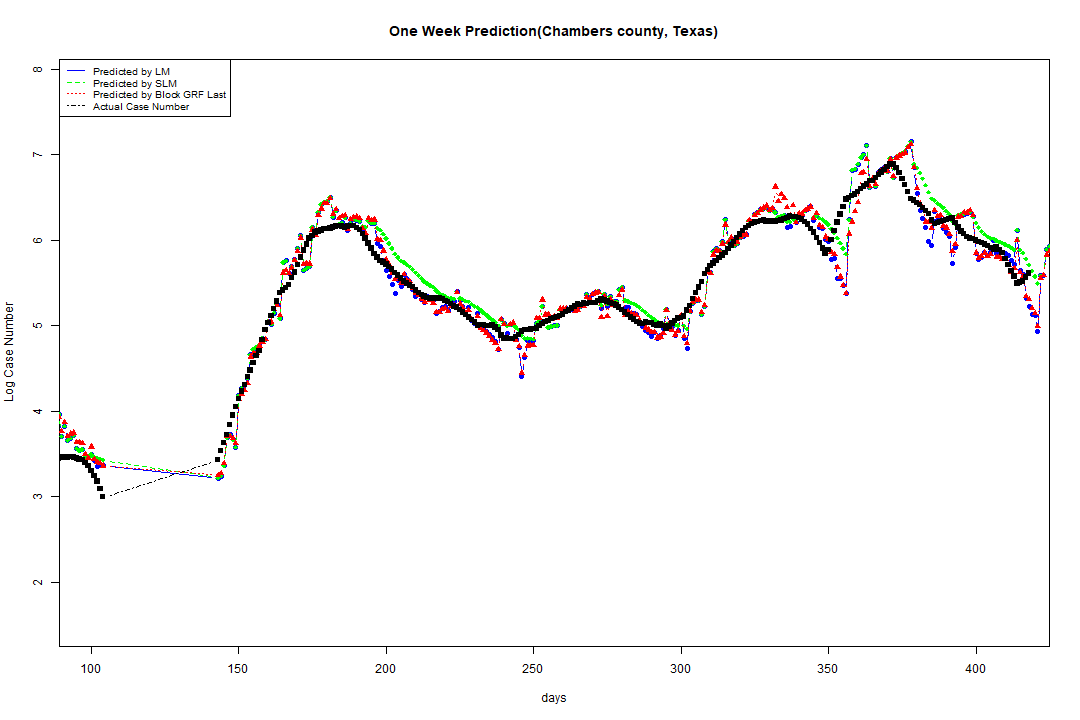 One Week Prediction(Chambers county, Texas)
Predicted by LM
Predicted by SLM
Predicted by Block GRF Last
Actual Case Number
8
7
6
5
4
3
2
Log Case Number
100 150 200 250 300 350 400
days